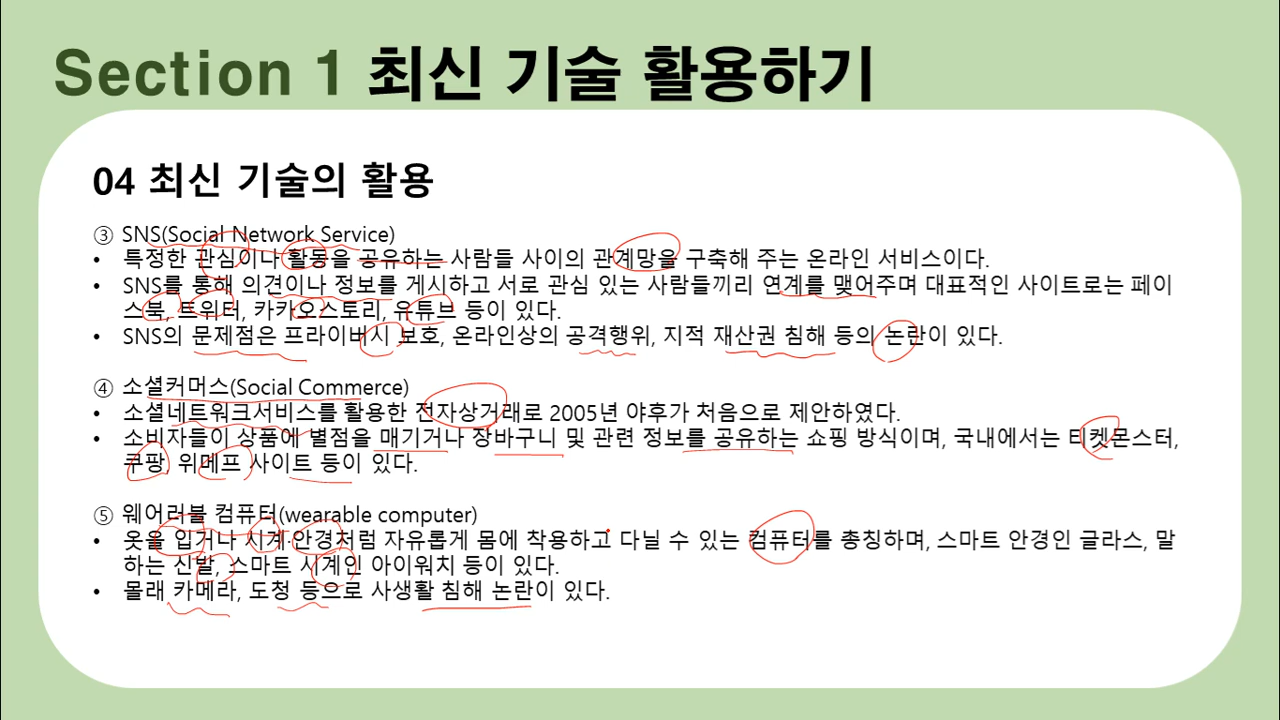 Section 1 최신 기술 활용하기
04 최신 기술의 활용
③ SNS(Social Network Service)
• 특정한 관심이나 활동을 공유하는 사람들 사이의 관계망을 구축해 주는 온라인 서비스이다.
• SNS를 통해 의견이나 정보를 게시하고 서로 관심 있는 사람들끼리 연계를 맺어주며 대표적인 사이트로는 페이
스북, 트위터, 카카오스토리, 유튜브 등이 있다.
• SNS의 문제점은 프라이버시 보호, 온라인상의 공격행위, 지적 재산권 침해 등의 논란이 있다.
④ 소셜커머스(Social Commerce)
• 소셜네트워크서비스를 활용한 전자상거래로 2005년 야후가 처음으로 제안하였다.
• 소비자들이 상품에 별점을 매기거나 장바구니 및 관련 정보를 공유하는 쇼핑 방식이며, 국내에서는 티켓몬스터,
쿠팡, 위메프 사이트 등이 있다.
⑤ 웨어러블 컴퓨터(wearable computer)
• 옷을 입거나 시계·안경처럼 자유롭게 몸에 착용하고 다닐 수 있는 컴퓨터를 총칭하며, 스마트 안경인 글라스, 말
하는 신발, 스마트 시계인 아이워치 등이 있다.
• 몰래 카메라, 도청 등으로 사생활 침해 논란이 있다.